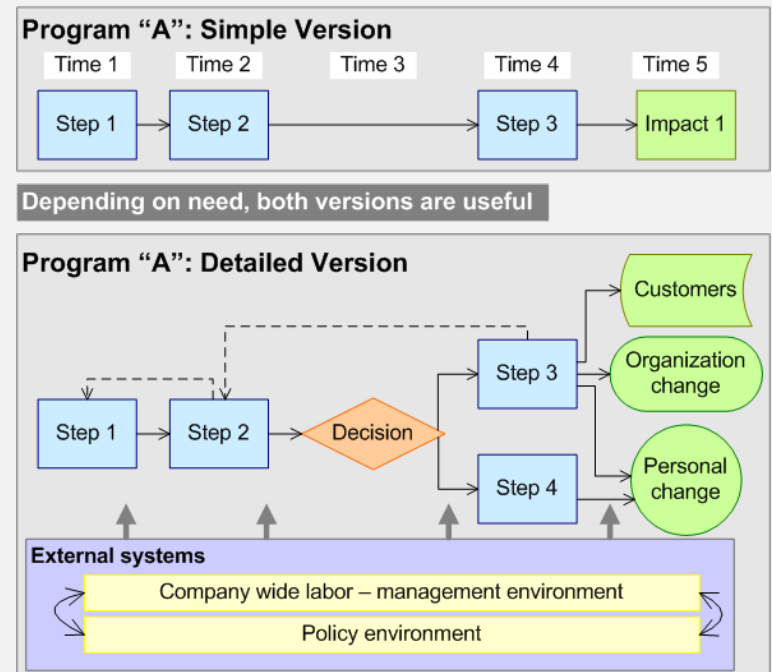 Program “A”: Simple Version
Time 1 Time 2 Time 3 Time 4 Time 5
Step 1 Step 2 Step 3 Impact 1
Depending on need, both versions are useful
Program “A”: Detailed Version
Customers
Step 3
Organization
change
Step 1 Step 2 Decision
Step 4
Personal
change
External systems
Company wide labor – management environment
Policy environment